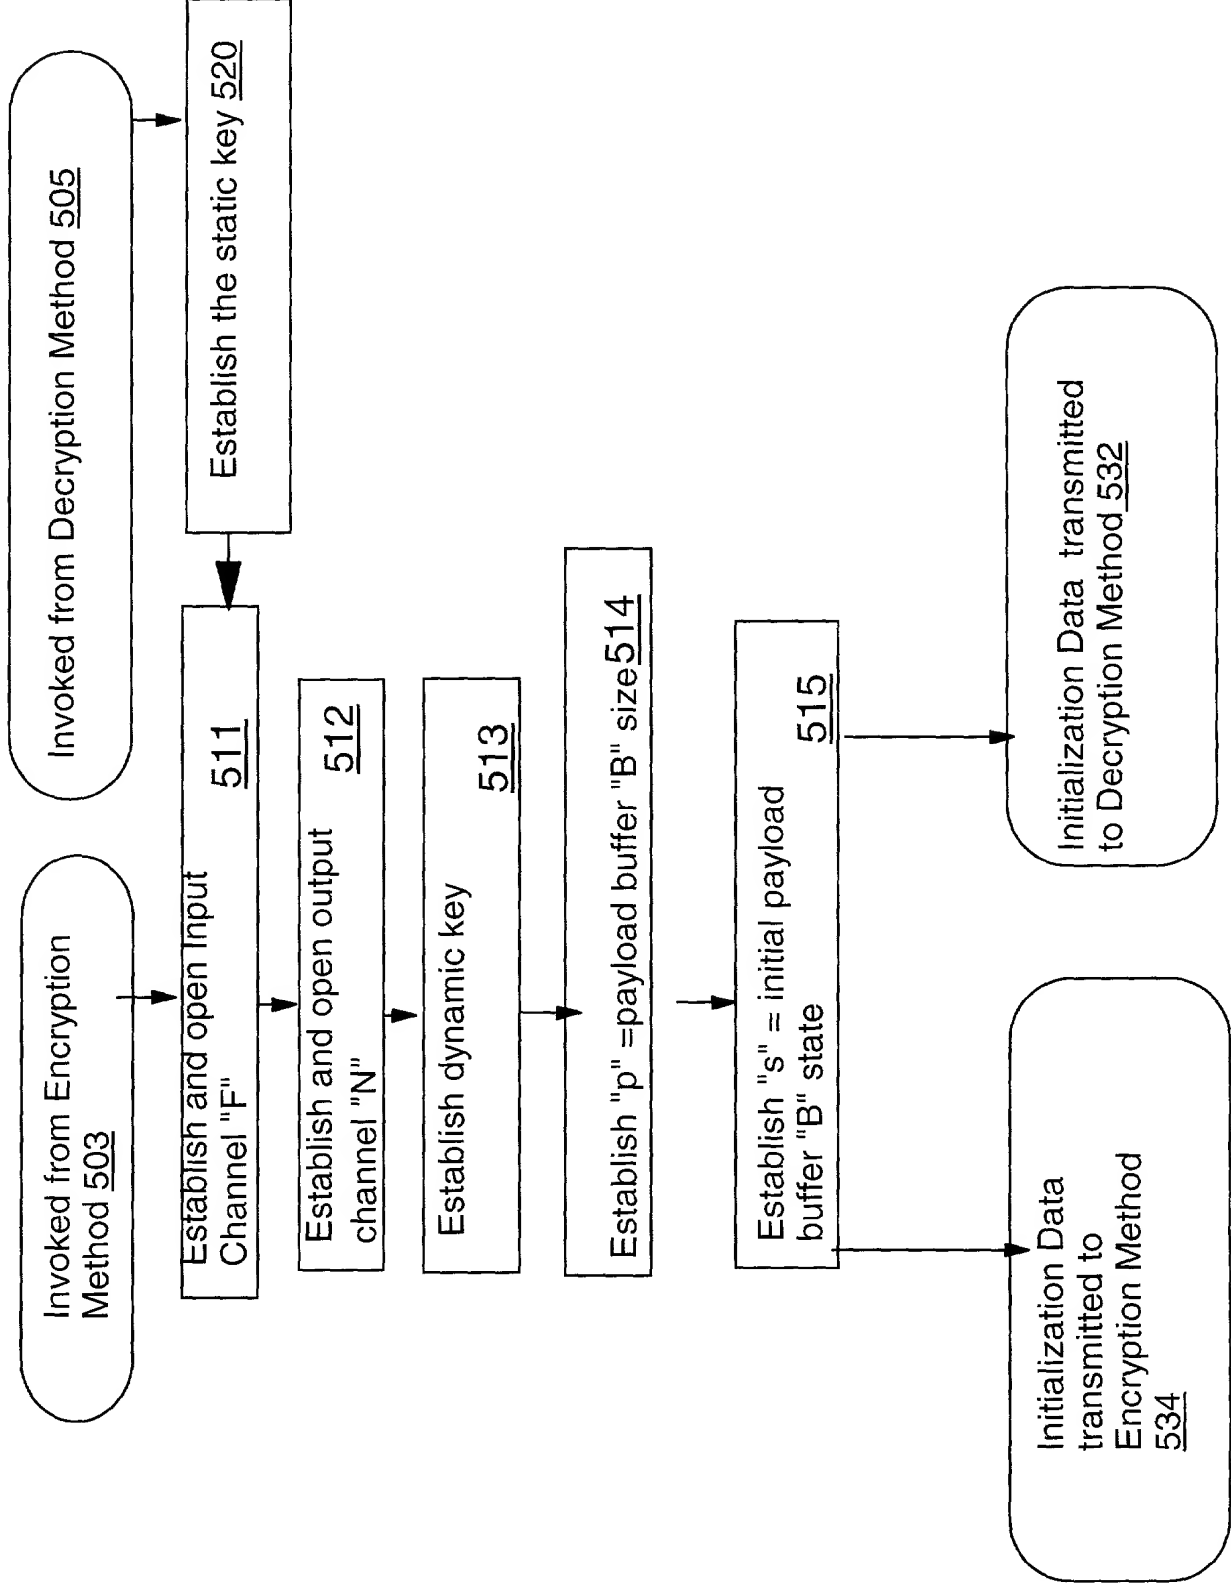 Invoked from Encryption
Method 503
Invoked from Decryption Method 505
Establish and open Input
Channel "F"
511
Establish the static key 520
Establish and open output
channel "N"
512
Establish dynamic key
513
Establish "p" =payload buffer "B" size514
Establish "s" = initial payload
buffer "B" state
515
Initialization Data
transmitted to
Encryption Method
534
Initialization Data transmitted
to Decryption Method 532